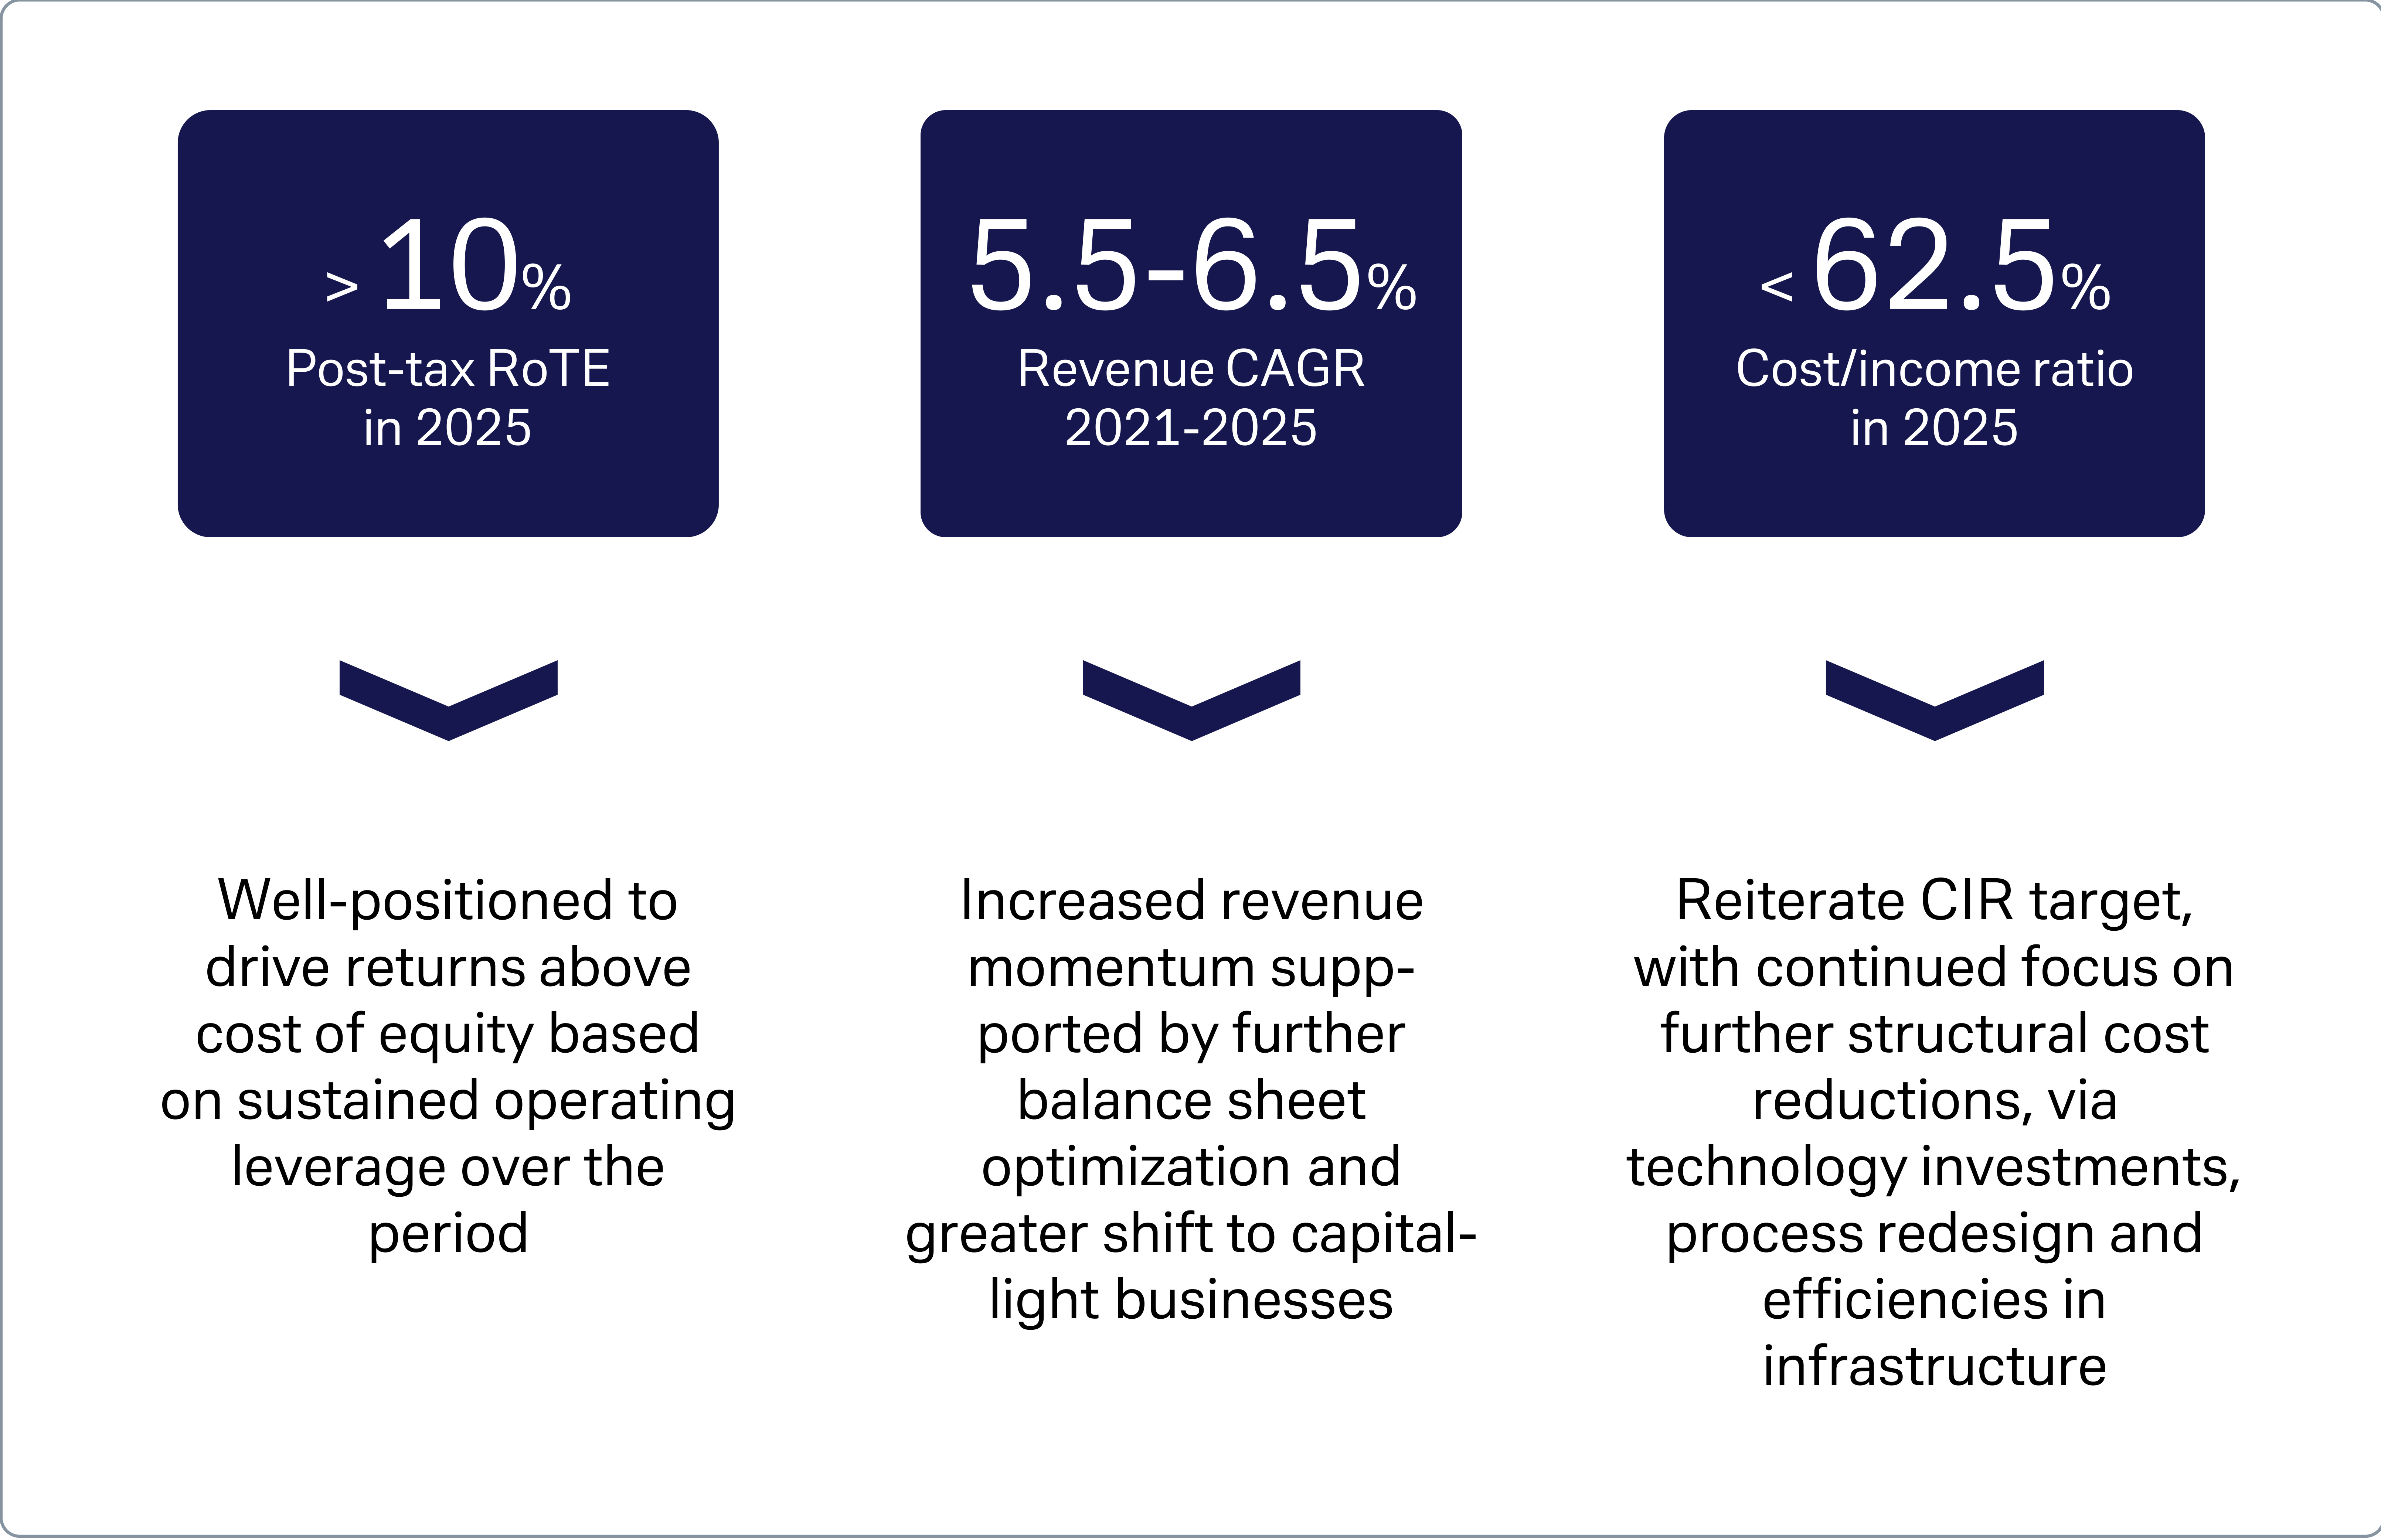 > 10%
Post-tax RoTE
in 2025
Well-positioned to
drive returns above
cost of equity based
on sustained operating
leverage over the
period
5.5-6.5%
Revenue CAGR
2021-2025
Increased revenue
momentum supp-
ported by further
balance sheet
optimization and
greater shift to capital-
light businesses
< 62.5%
Cost/income ratio
in 2025
Reiterate CIR target,
with continued focus on
further structural cost
reductions, via
technology investments,
process redesign and
efficiencies in
infrastructure